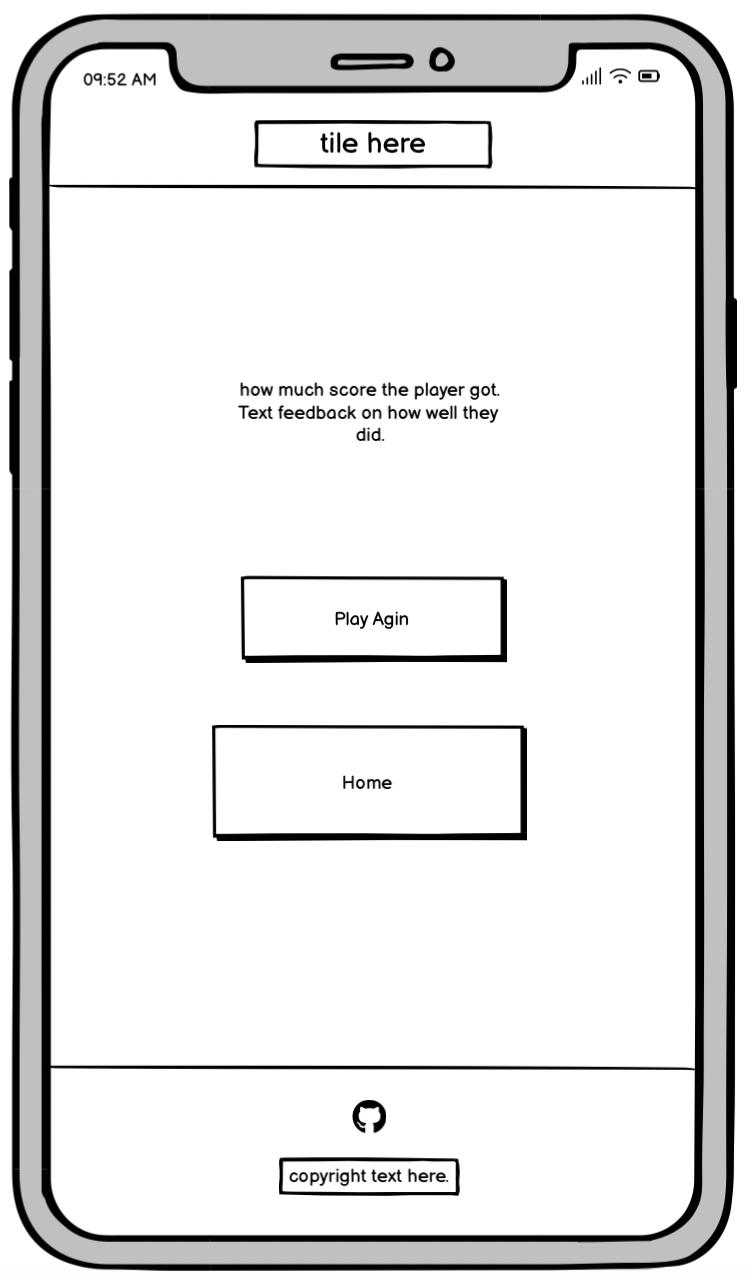 09:52 AM
tile here
how much score the player got.
Text feedback on how well they
did.
Play Agin
Home
copyright text here.